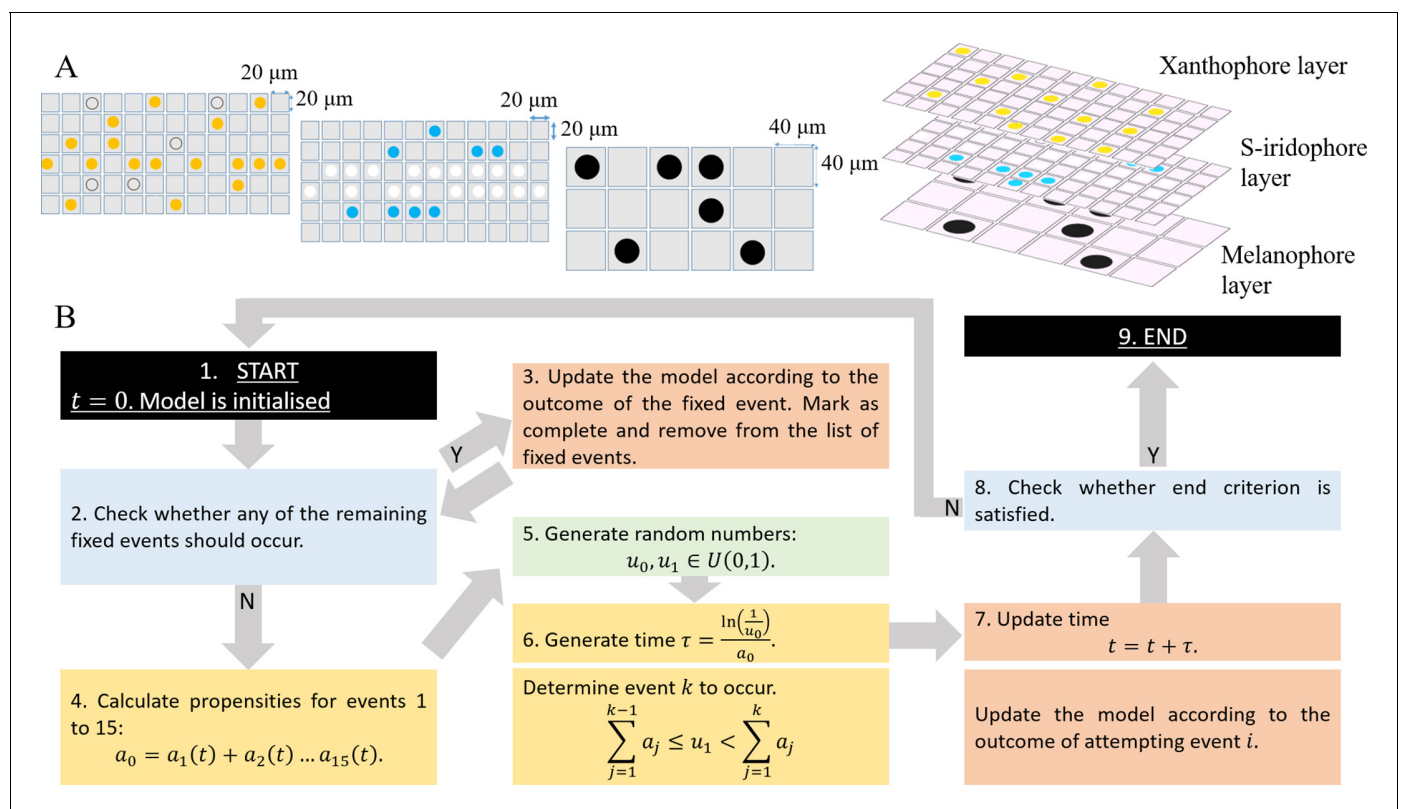 A
20 μm
20 μm
20 μm
20 μm
40 μm
40 μm
Xanthophore layer
S-iridophore
layer
Melanophore
layer
B
1. START
t = 0. Model is initialised
2. Check whether any of the remaining
fixed events should occur.
Y
N
3. Update the model according to the
outcome of the fixed event. Mark as
complete and remove from the list of
fixed events.
4. Calculate propensities for events 1
to 15:
a₀ = a₁(t) + a₂(t) … a₁₅(t).
5. Generate random numbers:
u₀, u₁ ∈ U(0,1).
6. Generate time τ = ln(1/u₀)/a₀.
Determine event k to occur.
∑_{j=1}^{k−1} a_j ≤ u₁ < ∑_{j=1}^{k} a_j
7. Update time
t = t + τ.
Update the model according to the
outcome of attempting event i.
8. Check whether end criterion is
satisfied.
N
Y
9. END